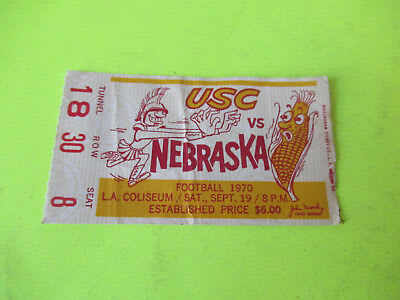 TUNNEL
18
ROW
30
SEAT
8
USC
VS
NEBRASKA
FOOTBALL 1970
L.A. COLISEUM / SAT., SEPT. 19 / 8 P.M.
ESTABLISHED PRICE $6.00